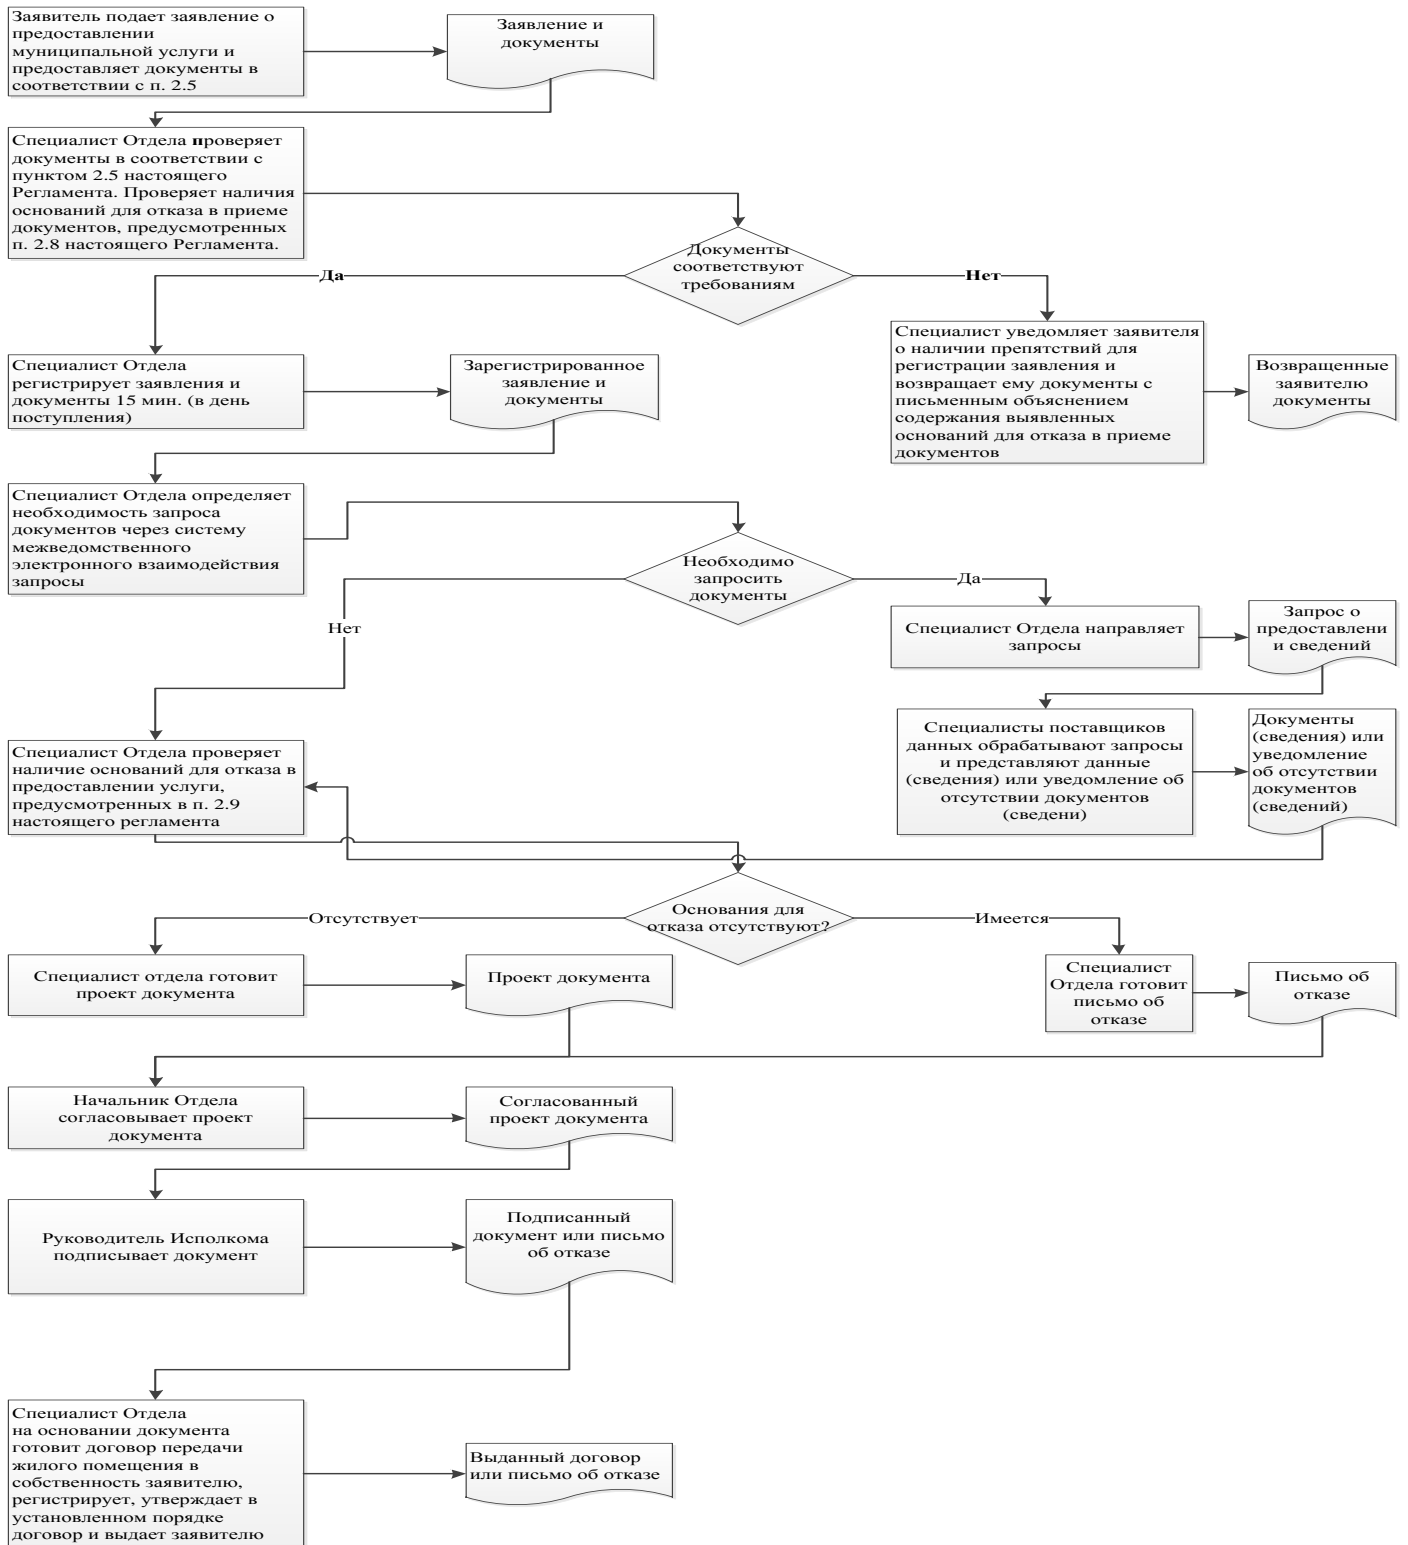 Заявитель подает заявление о
предоставлении
муниципальной услуги и
предоставляет документы в
соответствии с п. 2.5
Заявление и
документы
Специалист Отдела проверяет
документы в соответствии с
пунктом 2.5 настоящего
Регламента. Проверяет наличия
оснований для отказа в приеме
документов, предусмотренных
п. 2.8 настоящего Регламента.
Документы
соответствуют
требованиям
Да
Нет
Специалист Отдела
регистрирует заявления и
документы 15 мин. (в день
поступления)
Зарегистрированное
заявление и
документы
Специалист уведомляет заявителя
о наличии препятствий для
регистрации заявления и
возвращает ему документы с
письменным объяснением
содержания выявленных
оснований для отказа в приеме
документов
Возвращенные
заявителю
документы
Специалист Отдела определяет
необходимость запроса
документов через систему
межведомственного
электронного взаимодействия
запросы
Необходимо
запросить
документы
Да
Нет
Специалист Отдела направляет
запросы
Запрос о
предоставлени
и сведений
Специалисты поставщиков
данных обрабатывают запросы
и представляют данные
(сведения) или уведомление об
отсутствии документов
(сведени)
Документы
(сведения) или
уведомление
об отсутствии
документов
(сведений)
Специалист Отдела проверяет
наличие оснований для отказа в
предоставлении услуги,
предусмотренных в п. 2.9
настоящего регламента
Основания для
отказа отсутствуют?
Отсутствует
Имеется
Специалист отдела готовит
проект документа
Проект документа
Специалист
Отдела готовит
письмо об
отказе
Письмо об
отказе
Начальник Отдела
согласовывает проект
документа
Согласованный
проект документа
Руководитель Исполкома
подписывает документ
Подписанный
документ или письмо
об отказе
Специалист Отдела
на основании документа
готовит договор передачи
жилого помещения в
собственность заявителю,
регистрирует, утверждает в
установленном порядке
договор и выдает заявителю
Выданный договор
или письмо об отказе